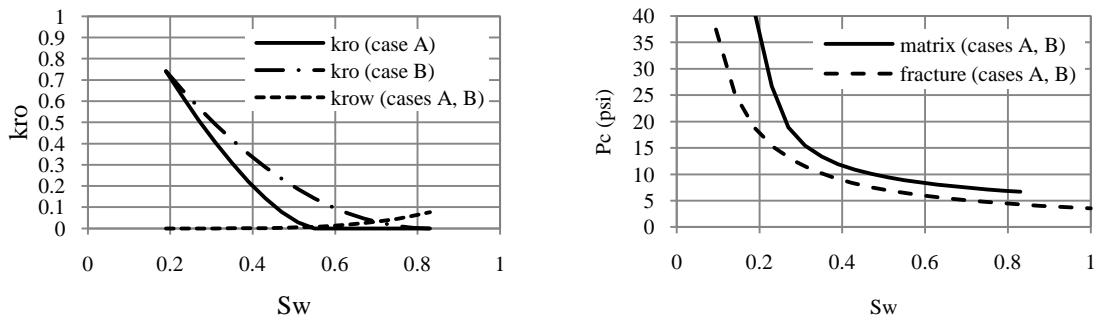 1
0.9
0.8
0.7
0.6
0.5
0.4
0.3
0.2
0.1
0
kro
kro (case A)
kro (case B)
krow (cases A, B)
0 0.2 0.4 0.6 0.8 1
Sw
40
35
30
25
20
15
10
5
0
Pc (psi)
matrix (cases A, B)
fracture (cases A, B)
0 0.2 0.4 0.6 0.8 1
Sw